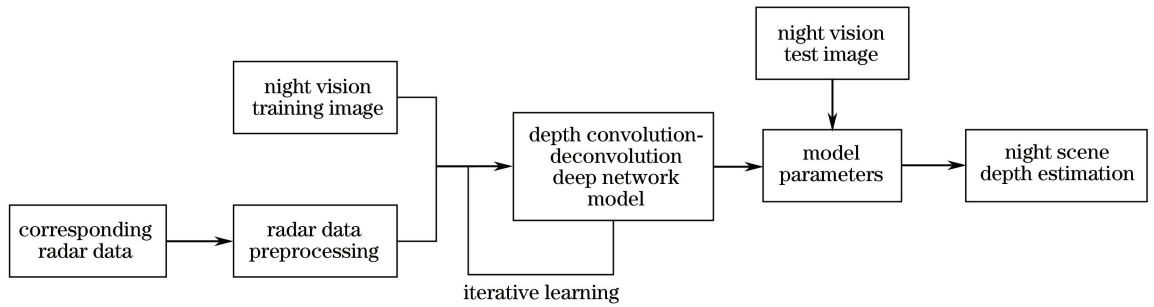 night vision
training image
corresponding
radar data
radar data
preprocessing
depth convolution-
deconvolution
deep network
model
iterative learning
night vision
test image
model
parameters
night scene
depth estimation